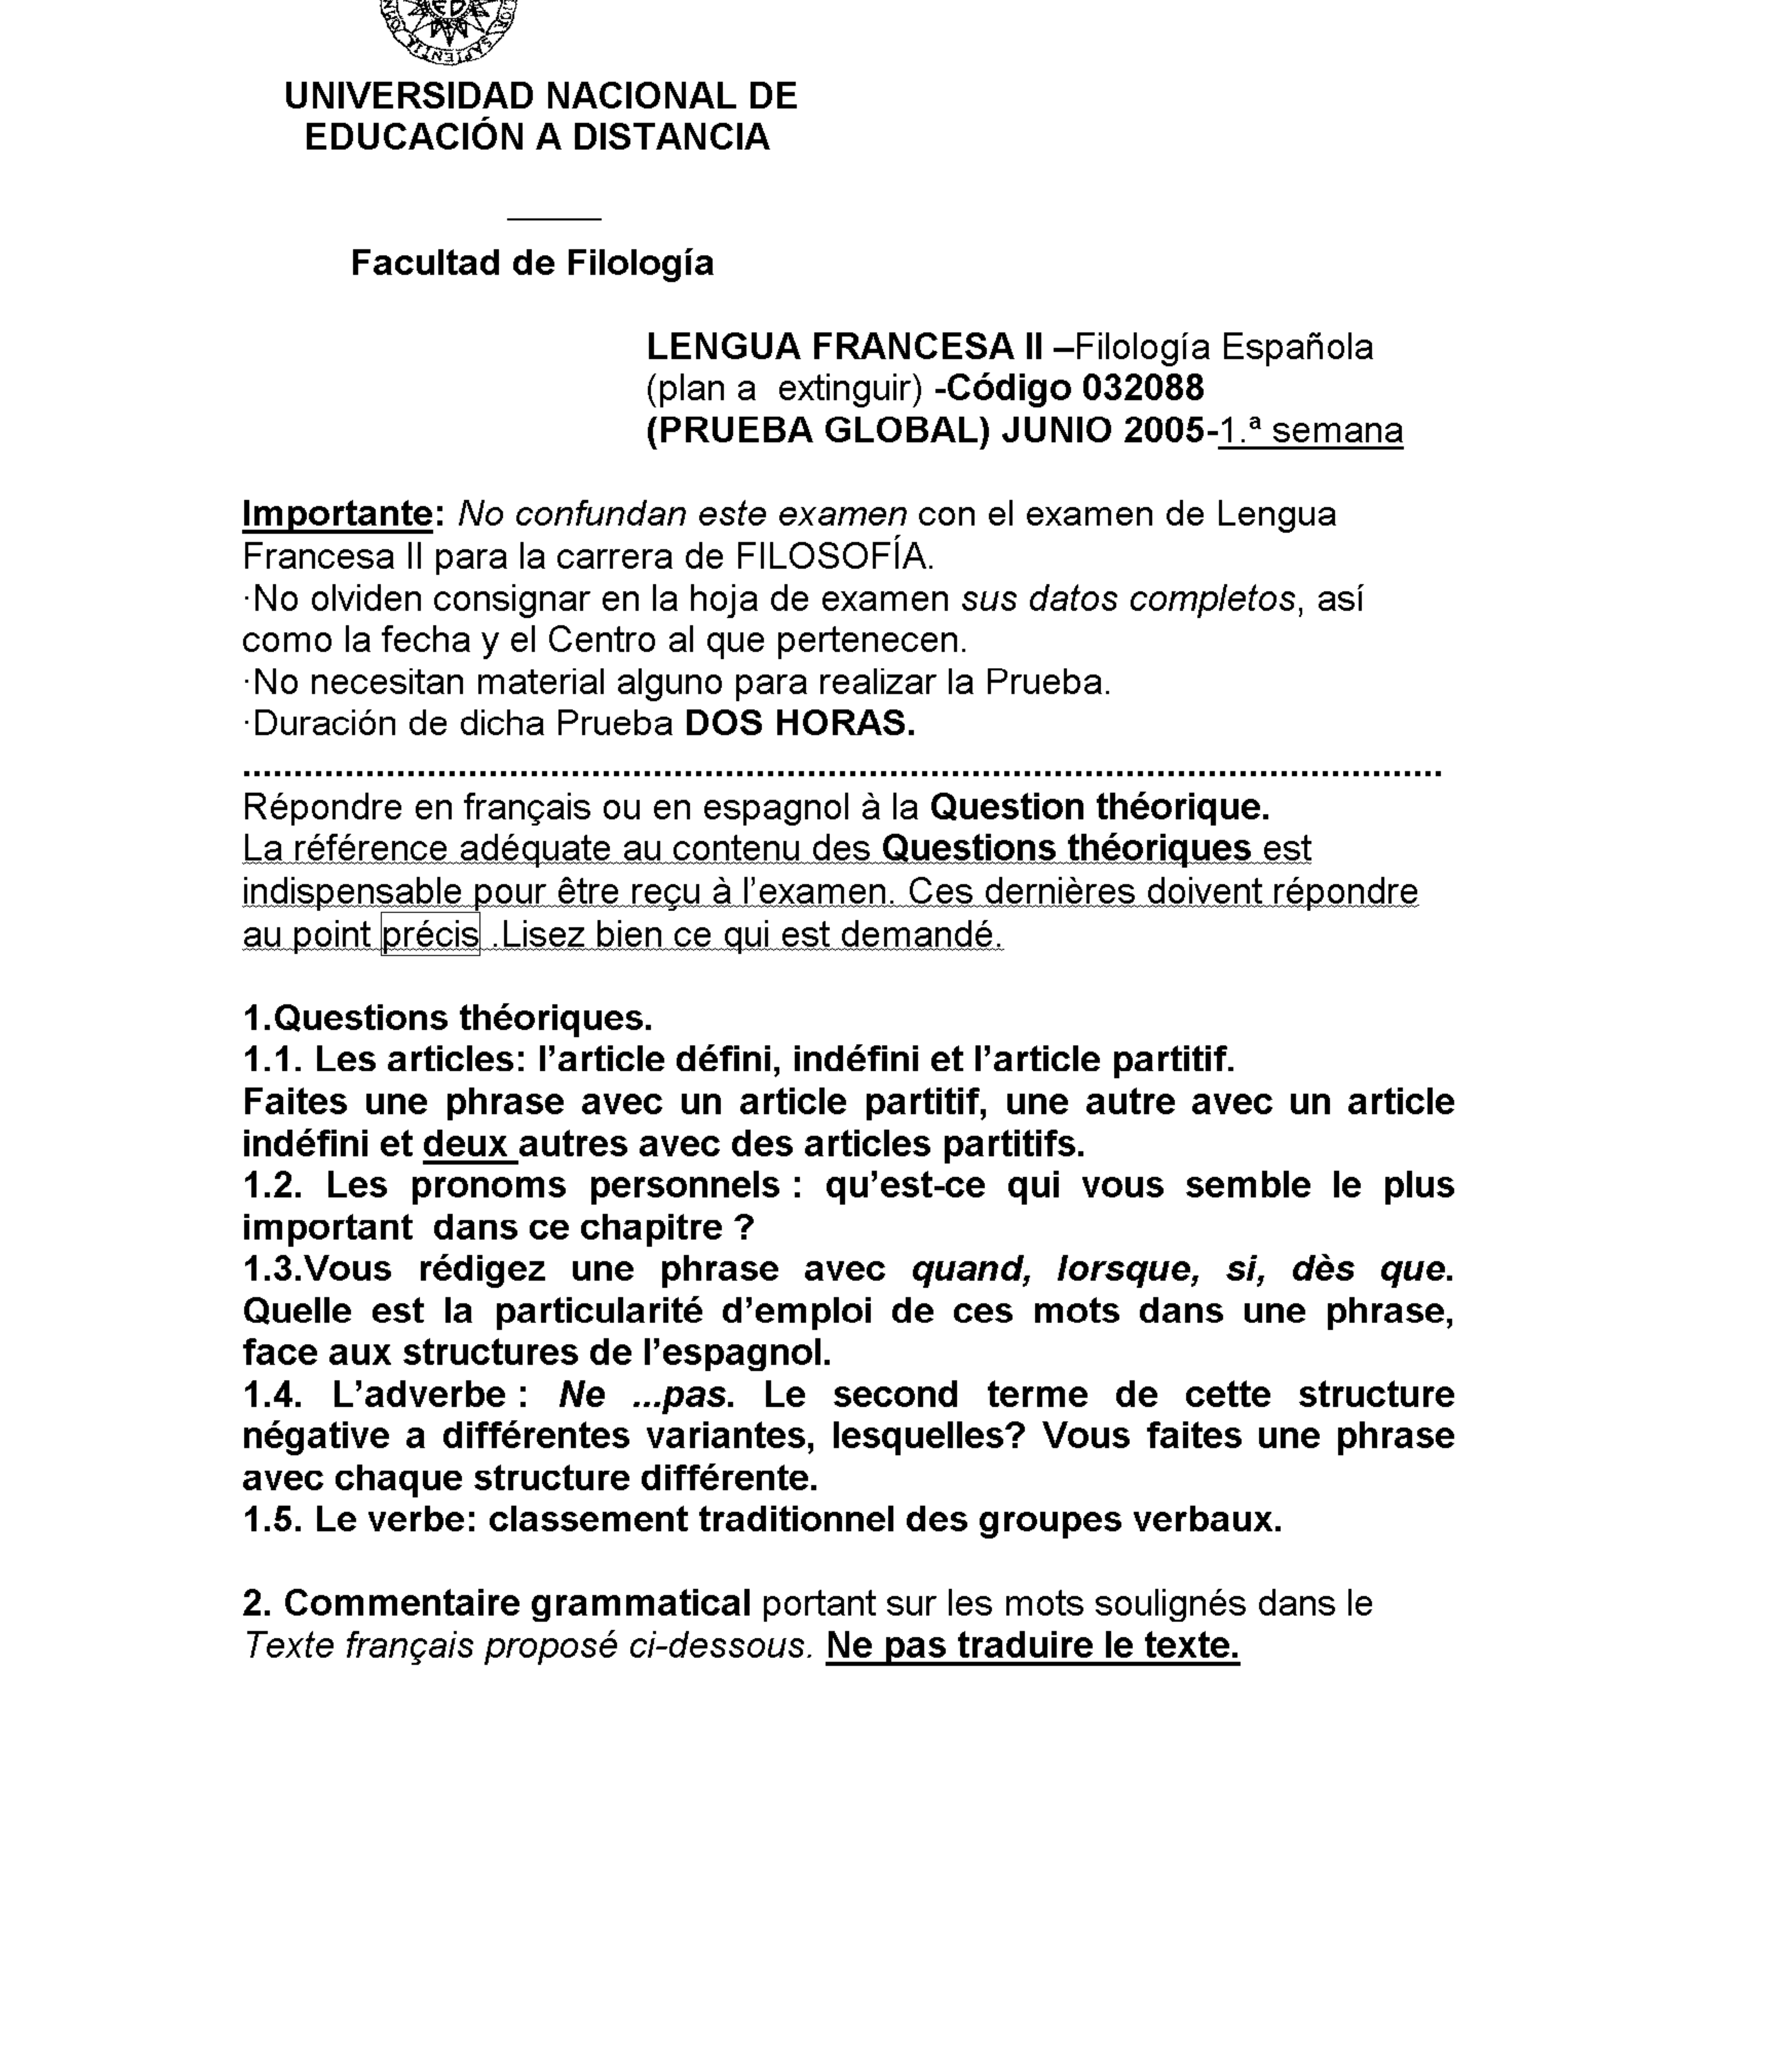 SAPIENTIA
UNIVERSIDAD NACIONAL DE
EDUCACIÓN A DISTANCIA
Facultad de Filología
LENGUA FRANCESA II –Filología Española
(plan a extinguir) -Código 032088
(PRUEBA GLOBAL) JUNIO 2005-1.ª semana
Importante: No confundan este examen con el examen de Lengua
Francesa II para la carrera de FILOSOFÍA.
·No olviden consignar en la hoja de examen sus datos completos, así
como la fecha y el Centro al que pertenecen.
·No necesitan material alguno para realizar la Prueba.
·Duración de dicha Prueba DOS HORAS.
Répondre en français ou en espagnol à la Question théorique.
La référence adéquate au contenu des Questions théoriques est
indispensable pour être reçu à l’examen. Ces dernières doivent répondre
au point précis .Lisez bien ce qui est demandé.
1.Questions théoriques.
1.1. Les articles: l’article défini, indéfini et l’article partitif.
Faites une phrase avec un article partitif, une autre avec un article
indéfini et deux autres avec des articles partitifs.
1.2. Les pronoms personnels : qu’est-ce qui vous semble le plus
important dans ce chapitre ?
1.3.Vous rédigez une phrase avec quand, lorsque, si, dès que.
Quelle est la particularité d’emploi de ces mots dans une phrase,
face aux structures de l’espagnol.
1.4. L’adverbe : Ne ...pas. Le second terme de cette structure
négative a différentes variantes, lesquelles? Vous faites une phrase
avec chaque structure différente.
1.5. Le verbe: classement traditionnel des groupes verbaux.
2. Commentaire grammatical portant sur les mots soulignés dans le
Texte français proposé ci-dessous. Ne pas traduire le texte.